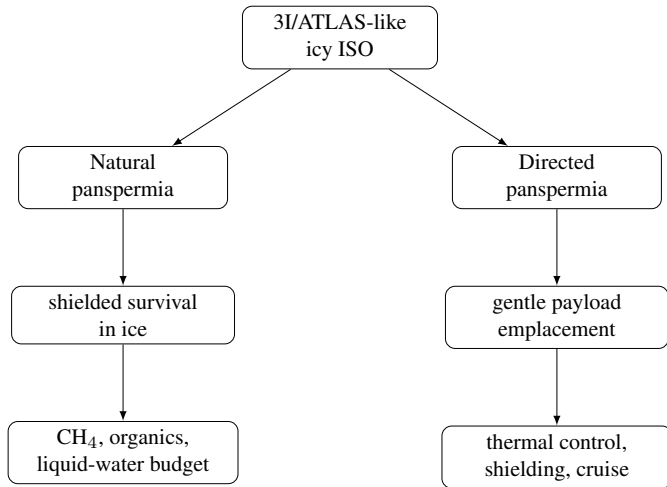 3I/ATLAS-like
icy ISO
Natural
panspermia
Directed
panspermia
shielded survival
in ice
gentle payload
emplacement
CH₄, organics,
liquid-water budget
thermal control,
shielding, cruise